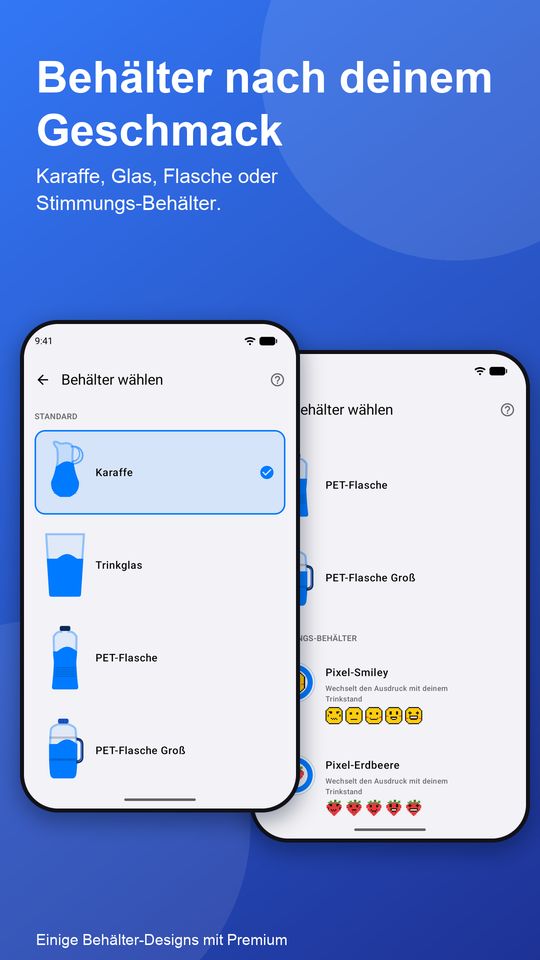 Behälter nach deinem
Geschmack
Karaffe, Glas, Flasche oder
Stimmungs-Behälter.
9:41
Behälter wählen
STANDARD
Karaffe
Trinkglas
PET-Flasche
PET-Flasche Groß
ehälter wählen
PET-Flasche
PET-Flasche Groß
NGS-BEHÄLTER
Pixel-Smiley
Wechselt den Ausdruck mit deinem
Trinkstand
Pixel-Erdbeere
Wechselt den Ausdruck mit deinem
Trinkstand
Einige Behälter-Designs mit Premium